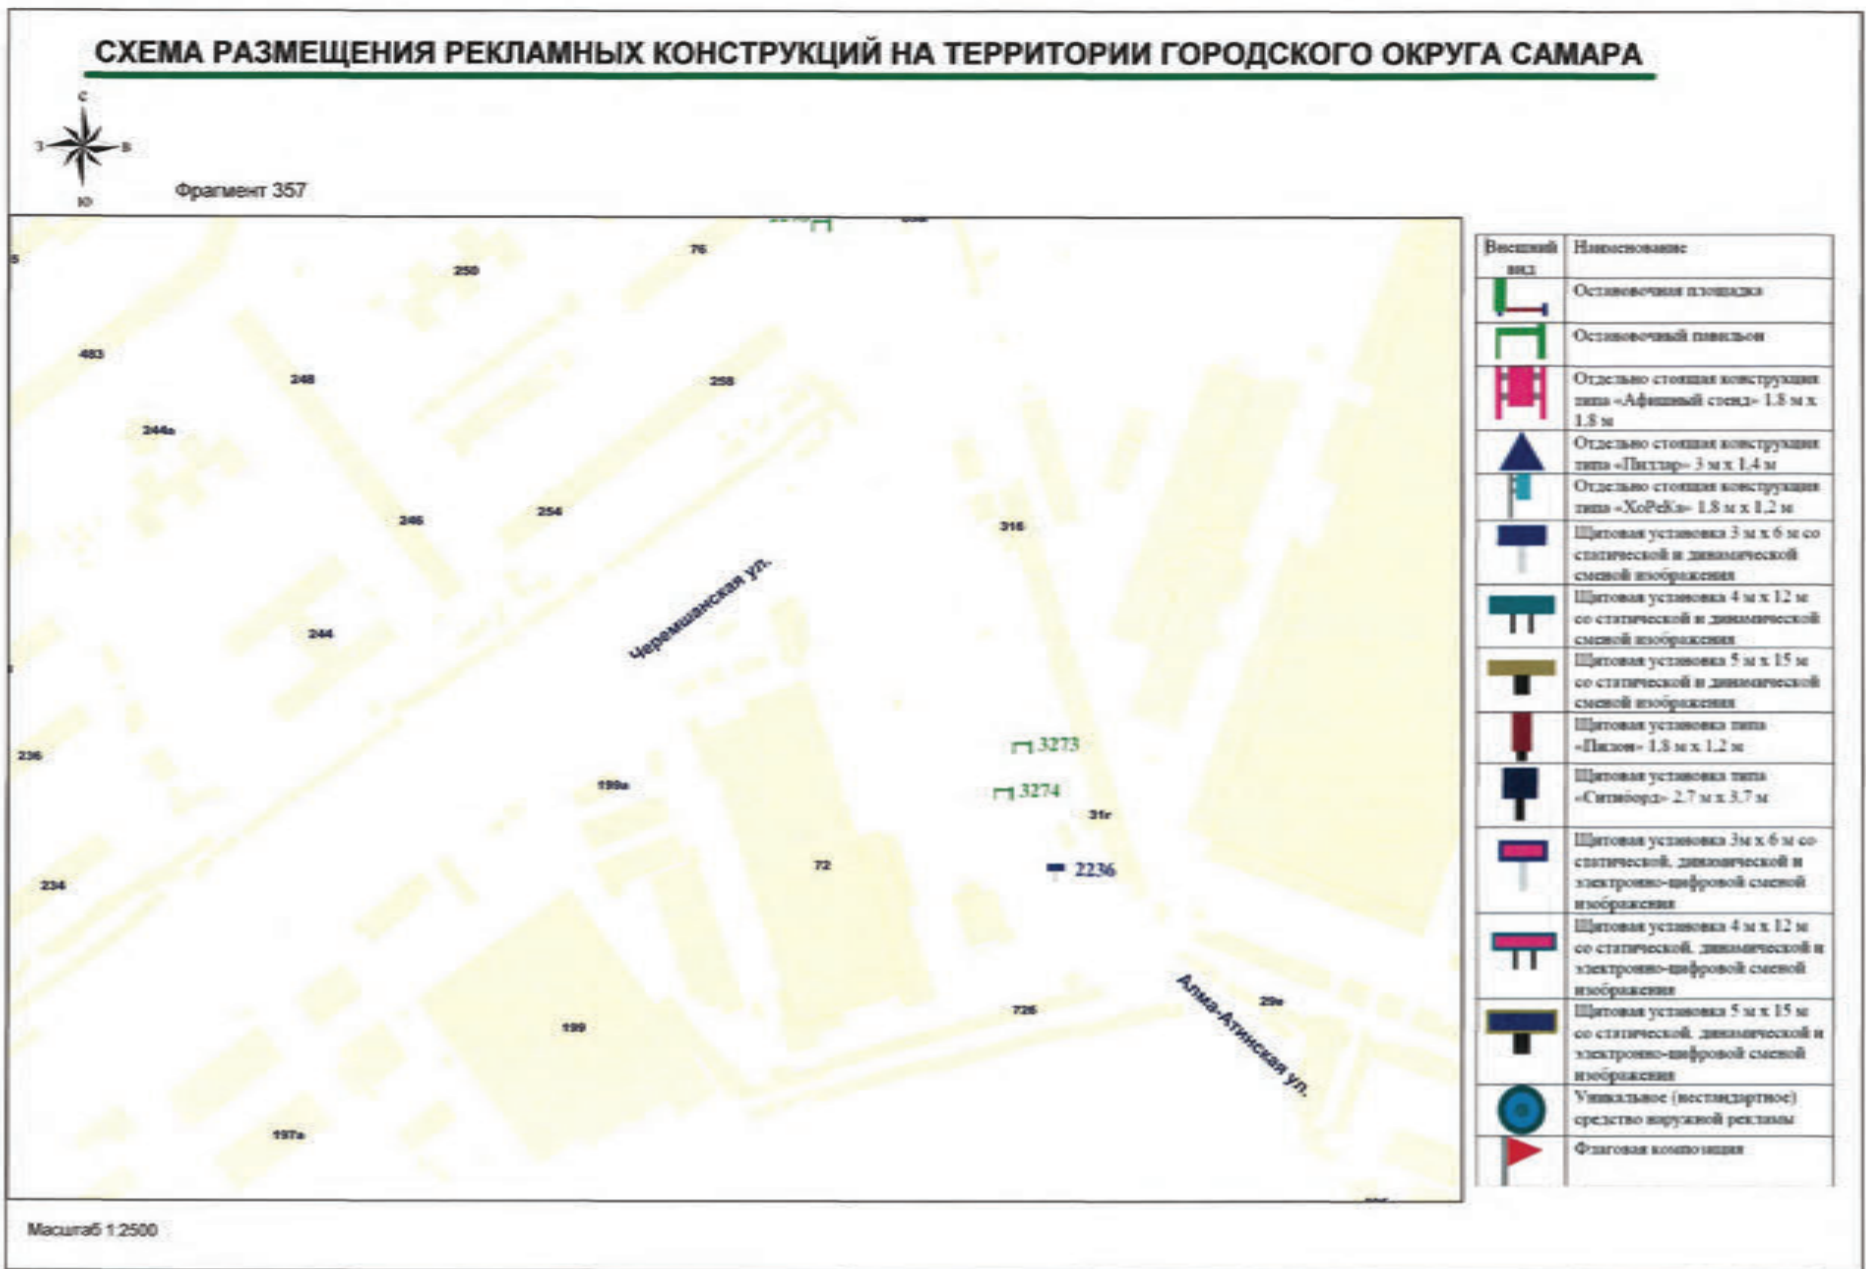 СХЕМА РАЗМЕЩЕНИЯ РЕКЛАМНЫХ КОНСТРУКЦИЙ НА ТЕРРИТОРИИ ГОРОДСКОГО ОКРУГА САМАРА
С
З В
Ю
Фрагмент 357
76
250
483
248
258
244а
246
254
316
Черемшанская ул.
244
3273
236
199а
3274
31г
72
2236
234
Алма-Атинская ул.
29е
199
197а
Внешний вид
Наименование
Остановочная площадка
Остановочный павильон
Отдельно стоящая конструкция
типа «Афишный стенд» 1.8 м х
1.8 м
Отдельно стоящая конструкция
типа «Пиллар» 3 м х 1.4 м
Отдельно стоящая конструкция
типа «ХоРеКа» 1.8 м х 1.2 м
Щитовая установка 3 м х 6 м со
статической и динамической
сменой изображения
Щитовая установка 4 м х 12 м
со статической и динамической
сменой изображения
Щитовая установка 5 м х 15 м
со статической и динамической
сменой изображения
Щитовая установка типа
«Пилон» 1.8 м х 1.2 м
Щитовая установка типа
«Ситиборд» 2.7 м х 3.7 м
Щитовая установка 3м х 6 м со
статической, динамической и
электронно-цифровой сменой
изображения
Щитовая установка 4 м х 12 м
со статической, динамической и
электронно-цифровой сменой
изображения
Щитовая установка 5 м х 15 м
со статической, динамической и
электронно-цифровой сменой
изображения
Уникальное (нестандартное)
средство наружной рекламы
Флаговая композиция
Масштаб 1:2500